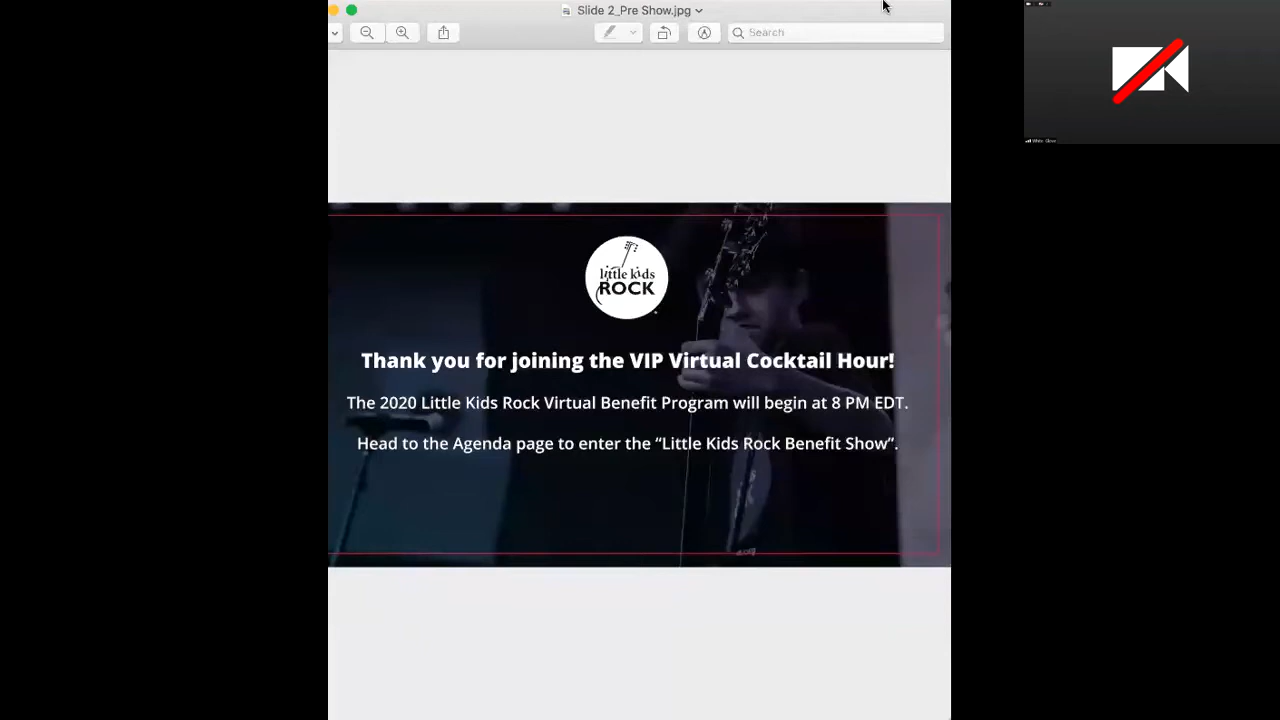 Slide 2_Pre Show.jpg
Search
little kids
ROCK
Thank you for joining the VIP Virtual Cocktail Hour!
The 2020 Little Kids Rock Virtual Benefit Program will begin at 8 PM EDT.
Head to the Agenda page to enter the “Little Kids Rock Benefit Show”.